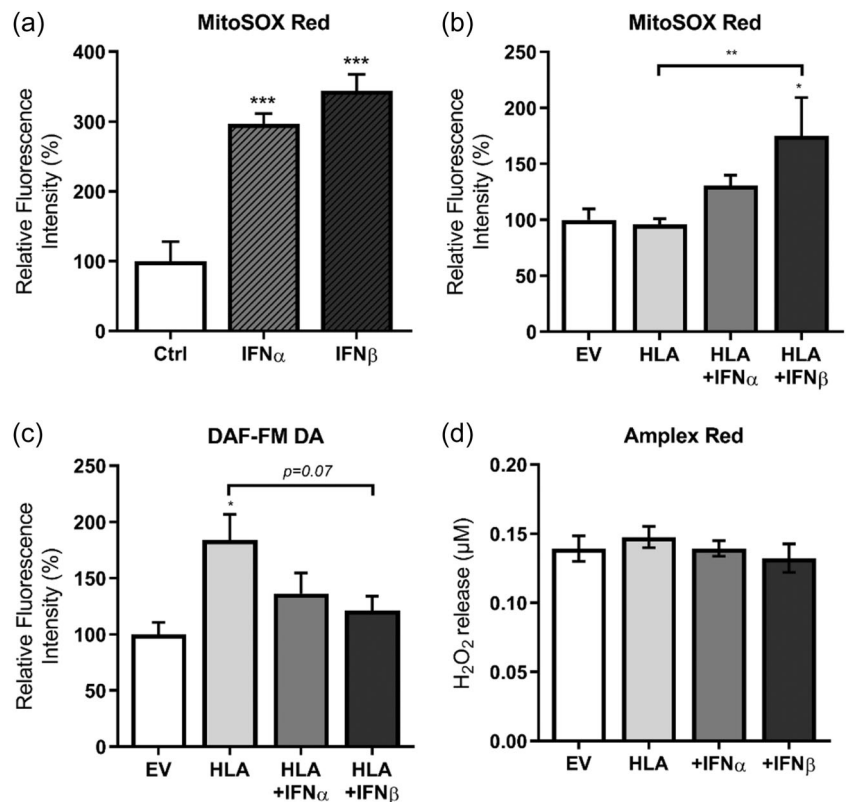 (a)
MitoSOX Red
Relative Fluorescence
Intensity (%)
400
300
200
100
0
***
***
Ctrl
IFNα
IFNβ
(b)
MitoSOX Red
Relative Fluorescence
Intensity (%)
250
200
150
100
50
0
**
*
EV
HLA
HLA
+IFNα
HLA
+IFNβ
(c)
DAF-FM DA
Relative Fluorescence
Intensity (%)
250
200
150
100
50
0
p=0.07
*
EV
HLA
HLA
+IFNα
HLA
+IFNβ
(d)
Amplex Red
H₂O₂ release (µM)
0.20
0.15
0.10
0.05
0.00
EV
HLA
+IFNα
+IFNβ